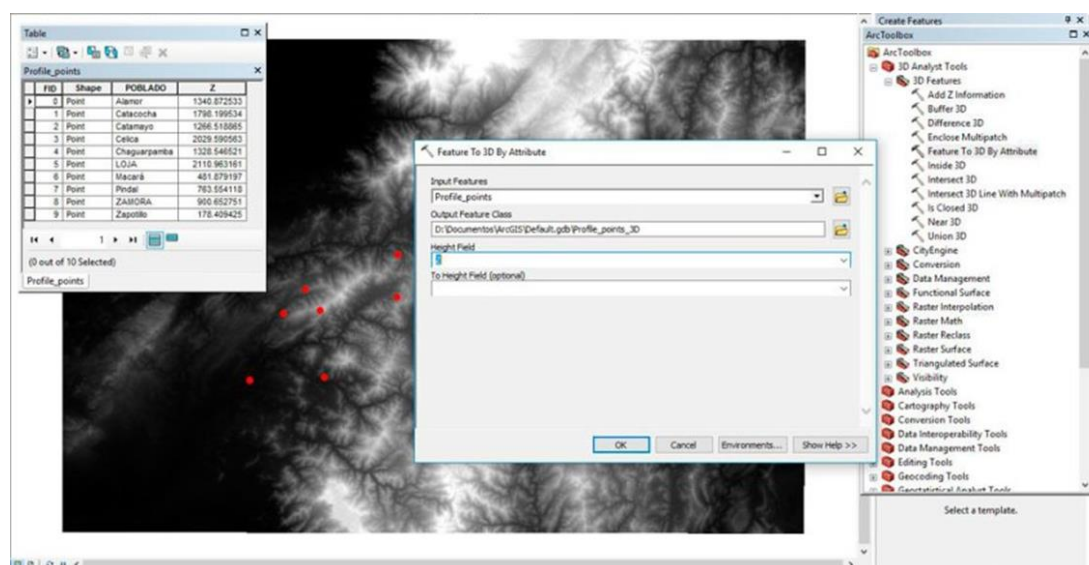 Table
Profile_points
FID Shape POBLADO Z
0 Point Alamor 1340.872533
1 Point Catacocha 1798.199534
2 Point Catamayo 1266.518865
3 Point Celica 2029.590563
4 Point Chaguarpamba 1328.546521
5 Point LOJA 2110.963161
6 Point Macará 481.879197
7 Point Pindal 763.554118
8 Point ZAMORA 900.652751
9 Point Zapotillo 178.409425
1
(0 out of 10 Selected)
Profile_points
Feature To 3D By Attribute
Input Features
Profile_points
Output Feature Class
D:\Documentos\ArcGIS\Default.gdb\Profile_points_3D
Height Field
Z
To Height Field (optional)
OK Cancel Environments... Show Help >>
Create Features
ArcToolbox
ArcToolbox
3D Analyst Tools
3D Features
Add Z Information
Buffer 3D
Difference 3D
Enclose Multipatch
Feature To 3D By Attribute
Inside 3D
Intersect 3D
Intersect 3D Line With Multipatch
Is Closed 3D
Near 3D
Union 3D
CityEngine
Conversion
Data Management
Functional Surface
Raster Interpolation
Raster Math
Raster Reclass
Raster Surface
Triangulated Surface
Visibility
Analysis Tools
Cartography Tools
Conversion Tools
Data Interoperability Tools
Data Management Tools
Editing Tools
Geocoding Tools
Geostatistical Analyst Tools
Select a template.